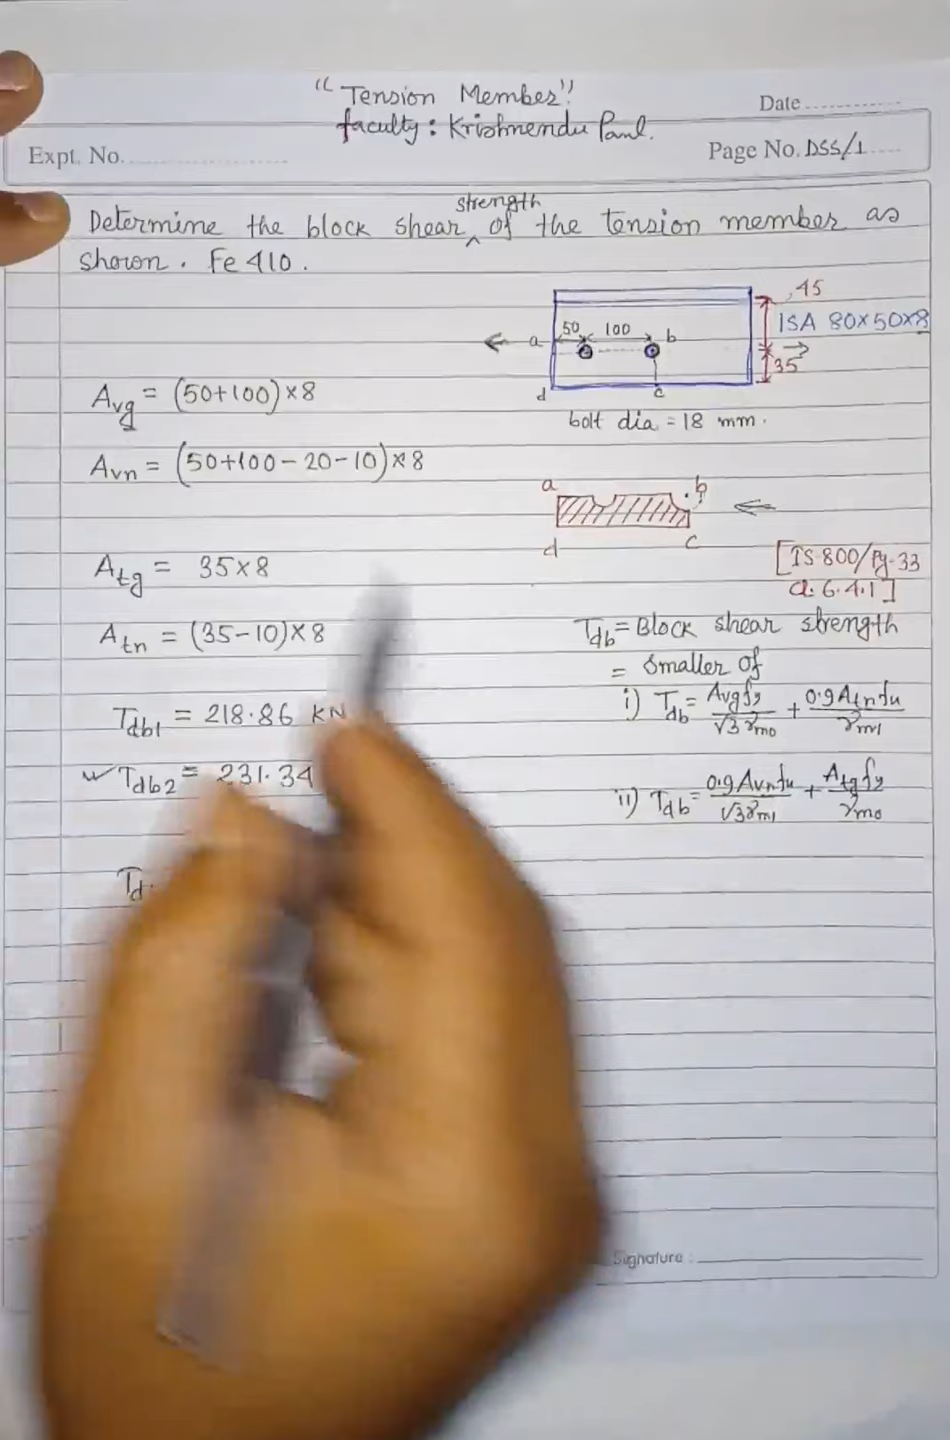 "Tension Member"
faculty: Krishnendu Paul.
Date
Expt. No.
Page No. DSS/1
Determine the block shear strength of the tension member as
shown. Fe 410.
45
50 100
ISA 80×50×8
a b
35
d c
bolt dia = 18 mm.
Avg = (50+100)×8
Avn = (50+100-20-10)×8
a b
d c
[IS-800/Pg-33
Cl. 6.4.1]
Atg = 35×8
Atn = (35-10)×8
Tdb = Block shear strength
= Smaller of
i) Tdb = Avg fy/√3 γmo + 0.9 Atn fu/γm1
Tdb1 = 218.86 KN
Tdb2 = 231.34
ii) Tdb = 0.9 Avn fu/√3 γm1 + Atg fy/γmo
Td
Signature :